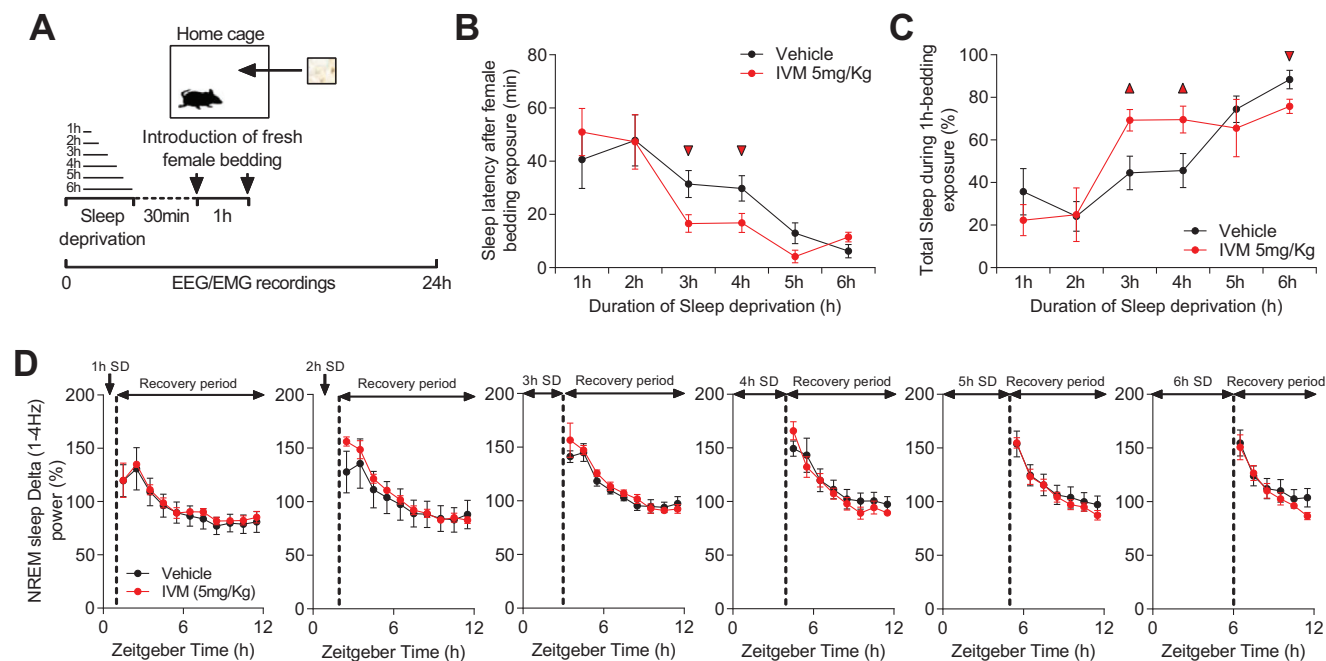 A
Home cage
1h
2h
3h
4h
5h
6h
Introduction of fresh
female bedding
Sleep
deprivation
30min
1h
0
EEG/EMG recordings
24h
B
Sleep latency after female
bedding exposure (min)
80
60
40
20
0
Vehicle
IVM 5mg/Kg
1h 2h 3h 4h 5h 6h
Duration of Sleep deprivation (h)
C
Total Sleep during 1h-bedding
exposure (%)
100
80
60
40
20
0
Vehicle
IVM 5mg/Kg
1h 2h 3h 4h 5h 6h
Duration of Sleep deprivation (h)
D
NREM sleep Delta (1-4Hz)
power (%)
1h SD
Recovery period
200
150
100
50
0
Vehicle
IVM (5mg/Kg)
0 6 12
Zeitgeber Time (h)
2h SD
Recovery period
200
150
100
50
0
0 6 12
Zeitgeber Time (h)
3h SD
Recovery period
200
150
100
50
0
0 6 12
Zeitgeber Time (h)
4h SD
Recovery period
200
150
100
50
0
0 6 12
Zeitgeber Time (h)
5h SD
Recovery period
200
150
100
50
0
0 6 12
Zeitgeber Time (h)
6h SD
Recovery period
200
150
100
50
0
0 6 12
Zeitgeber Time (h)